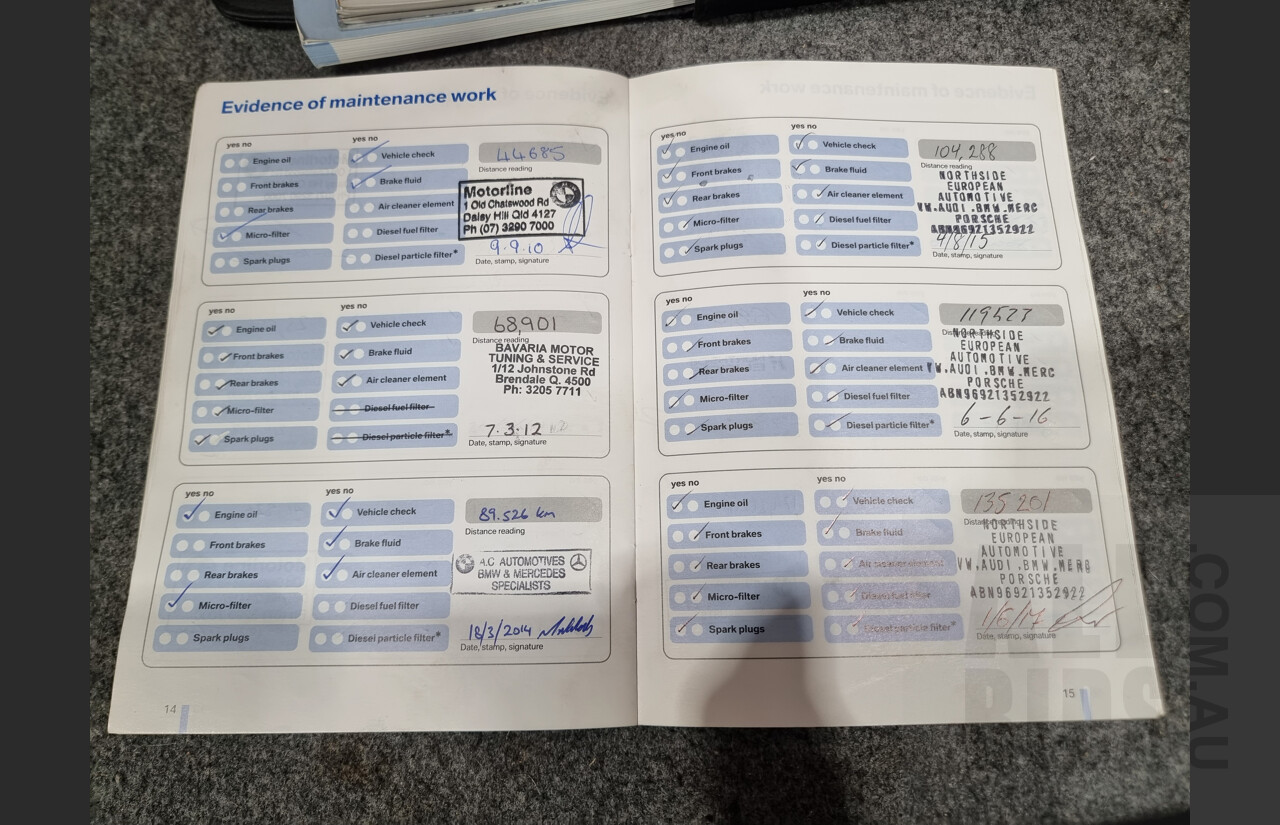 Evidence of maintenance work
yes no
yes no
Engine oil
Vehicle check
44685
Distance reading
Front brakes
Brake fluid
Rear brakes
Air cleaner element
Micro-filter
Diesel fuel filter
Spark plugs
Diesel particle filter*
Motorline
1 Old Chatswood Rd
Daisy Hill Qld 4127
Ph (07) 3290 7000
9.9.10
Date, stamp, signature
yes no
yes no
Engine oil
Vehicle check
68,901
Distance reading
Front brakes
Brake fluid
Rear brakes
Air cleaner element
Micro-filter
Diesel fuel filter
Spark plugs
Diesel particle filter*
BAVARIA MOTOR
TUNING & SERVICE
1/12 Johnstone Rd
Brendale Q. 4500
Ph: 3205 7711
7.3.12
Date, stamp, signature
yes no
yes no
Engine oil
Vehicle check
89.526 km
Distance reading
Front brakes
Brake fluid
Rear brakes
Air cleaner element
Micro-filter
Diesel fuel filter
Spark plugs
Diesel particle filter*
A.C AUTOMOTIVES
BMW & MERCEDES
SPECIALISTS
18/3/2014
Date, stamp, signature
14
yes no
yes no
Engine oil
Vehicle check
104,288
Distance reading
Front brakes
Brake fluid
Rear brakes
Air cleaner element
Micro-filter
Diesel fuel filter
Spark plugs
Diesel particle filter*
NORTHSIDE
EUROPEAN
AUTOMOTIVE
VW.AUDI.BMW.MERC
PORSCHE
ABN96921352922
4/8/15
Date, stamp, signature
yes no
yes no
Engine oil
Vehicle check
119527
Front brakes
Brake fluid
Rear brakes
Air cleaner element
Micro-filter
Diesel fuel filter
Spark plugs
Diesel particle filter*
NORTHSIDE
EUROPEAN
AUTOMOTIVE
VW.AUDI.BMW.MERC
PORSCHE
ABN96921352922
6-6-16
Date, stamp, signature
yes no
yes no
Engine oil
Vehicle check
135 201
Front brakes
Brake fluid
Rear brakes
Air cleaner element
Micro-filter
Diesel fuel filter
Spark plugs
Diesel particle filter*
NORTHSIDE
EUROPEAN
AUTOMOTIVE
VW.AUDI.BMW.MERC
PORSCHE
ABN96921352922
Date, stamp, signature
15
ALL
BIDS
.COM.AU